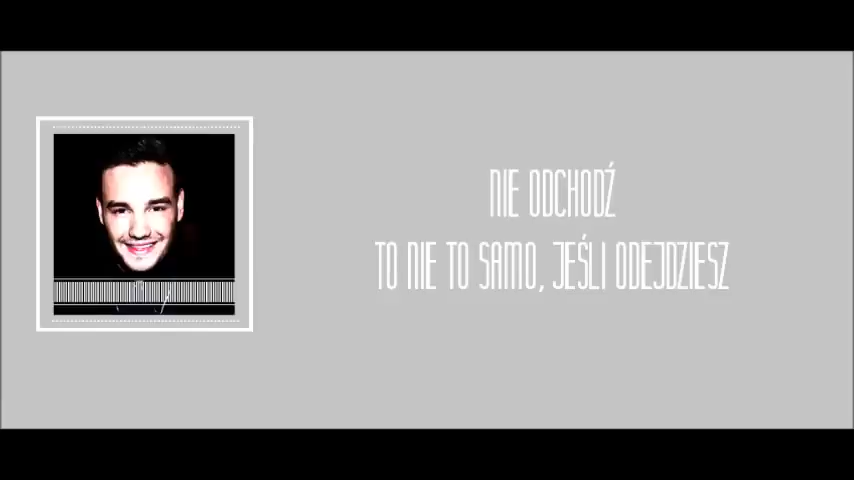 NIE ODCHODŹ
TO NIE TO SAMO, JEŚLI ODEJDZIESZ